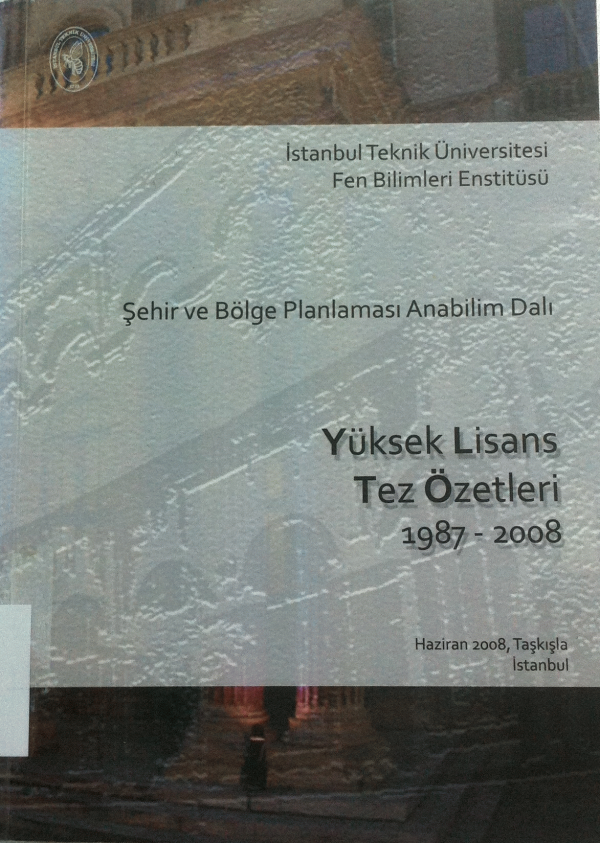 İstanbul Teknik Üniversitesi
Fen Bilimleri Enstitüsü
Şehir ve Bölge Planlaması Anabilim Dalı
Yüksek Lisans
Tez Özetleri
1987 - 2008
Haziran 2008, Taşkışla
İstanbul